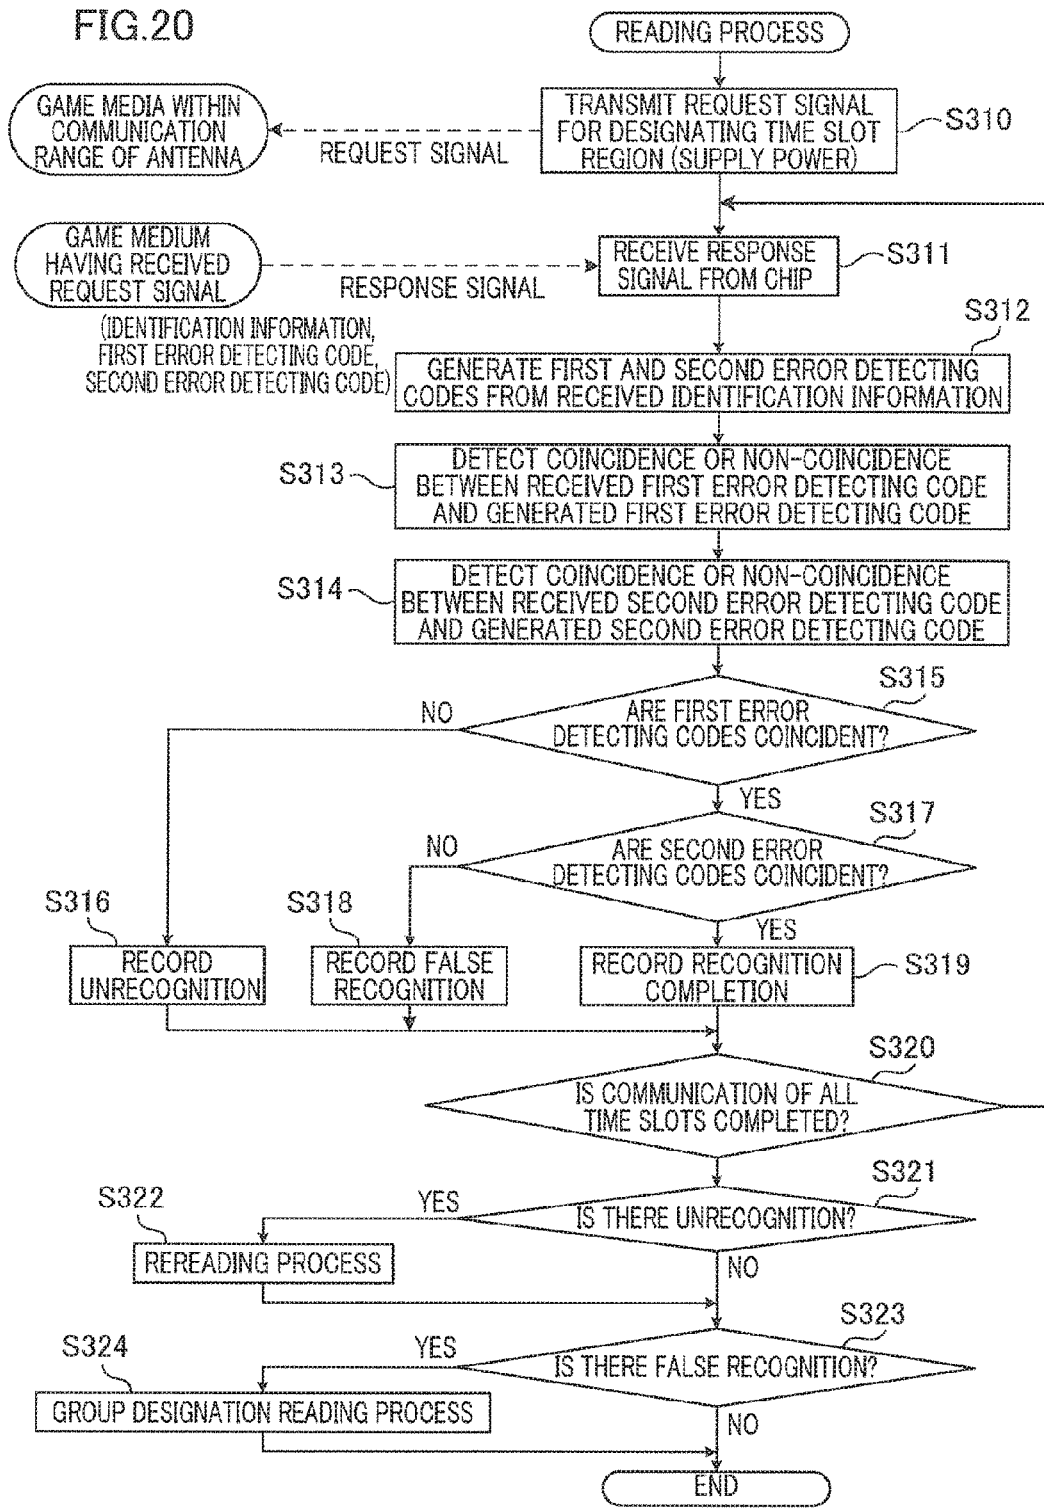 FIG.20
READING PROCESS
GAME MEDIA WITHIN
COMMUNICATION
RANGE OF ANTENNA
REQUEST SIGNAL
TRANSMIT REQUEST SIGNAL
FOR DESIGNATING TIME SLOT
REGION (SUPPLY POWER)
S310
GAME MEDIUM
HAVING RECEIVED
REQUEST SIGNAL
RESPONSE SIGNAL
(IDENTIFICATION INFORMATION,
FIRST ERROR DETECTING CODE,
SECOND ERROR DETECTING CODE)
RECEIVE RESPONSE
SIGNAL FROM CHIP
S311
S312
GENERATE FIRST AND SECOND ERROR DETECTING
CODES FROM RECEIVED IDENTIFICATION INFORMATION
S313
DETECT COINCIDENCE OR NON-COINCIDENCE
BETWEEN RECEIVED FIRST ERROR DETECTING CODE
AND GENERATED FIRST ERROR DETECTING CODE
S314
DETECT COINCIDENCE OR NON-COINCIDENCE
BETWEEN RECEIVED SECOND ERROR DETECTING CODE
AND GENERATED SECOND ERROR DETECTING CODE
S315
NO
ARE FIRST ERROR
DETECTING CODES COINCIDENT?
YES
S317
NO
ARE SECOND ERROR
DETECTING CODES COINCIDENT?
YES
S316
RECORD
UNRECOGNITION
S318
RECORD FALSE
RECOGNITION
RECORD RECOGNITION
COMPLETION
S319
S320
IS COMMUNICATION OF ALL
TIME SLOTS COMPLETED?
S321
S322
YES
IS THERE UNRECOGNITION?
REREADING PROCESS
NO
S323
S324
YES
IS THERE FALSE RECOGNITION?
GROUP DESIGNATION READING PROCESS
NO
END